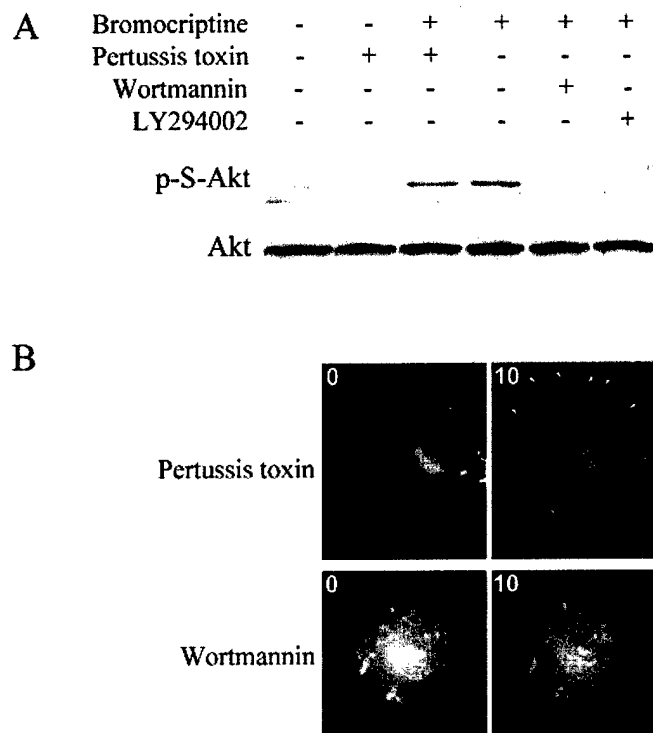 A
Bromocriptine - - + + + +
Pertussis toxin - + + - - -
Wortmannin - - - - + -
LY294002 - - - - - +
p-S-Akt
Akt
B
0 10
Pertussis toxin
0 10
Wortmannin